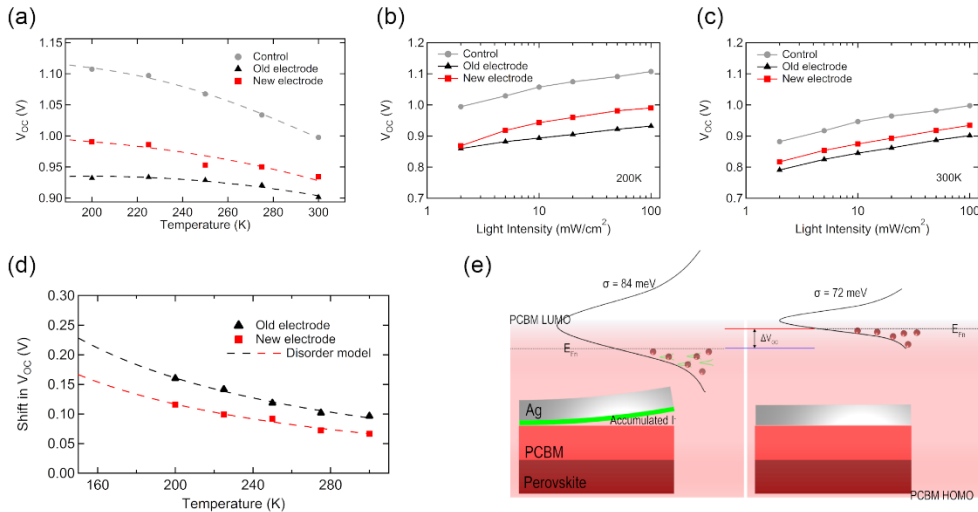 (a)
1.15
1.10
1.05
1.00
0.95
0.90
V_OC (V)
Control
Old electrode
New electrode
200
220
240
260
280
300
Temperature (K)
(b)
1.2
1.1
1.0
0.9
0.8
0.7
V_OC (V)
Control
Old electrode
New electrode
200K
1
10
100
Light Intensity (mW/cm²)
(c)
1.2
1.1
1.0
0.9
0.8
0.7
V_OC (V)
Control
Old electrode
New electrode
300K
1
10
100
Light Intensity (mW/cm²)
(d)
0.30
0.25
0.20
0.15
0.10
0.05
0.00
Shift in V_OC (V)
Old electrode
New electrode
Disorder model
160
200
240
280
Temperature (K)
(e)
σ = 84 meV
σ = 72 meV
PCBM LUMO
E_Fn
ΔV_oc
E_Fn
Ag
Accumulated I
PCBM
Perovskite
PCBM HOMO